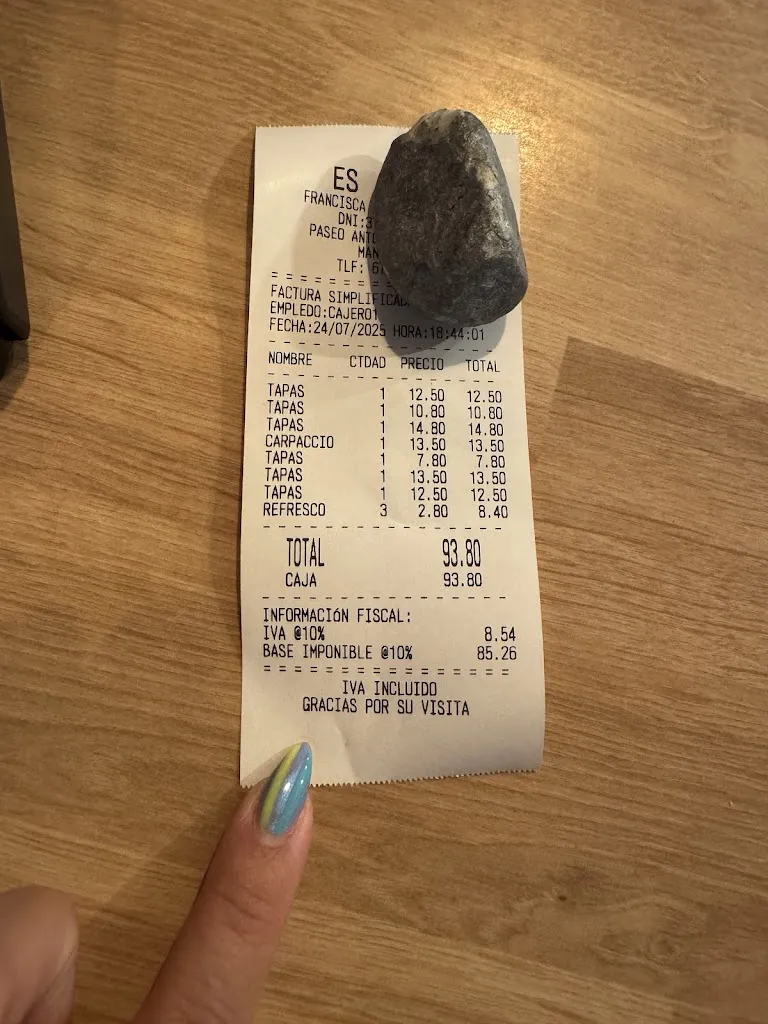 ES
FRANCISCA
DNI:3
PASEO
TLF: 6
= = = = = = = = = = = = = = = =
FACTURA SIMPLIFICADA
EMPLEDO:CAJERO1
FECHA:24/07/2025 HORA:18:44:01
- - - - - - - - - - - - - - - -
NOMBRE CTDAD PRECIO TOTAL
- - - - - - - - - - - - - - - -
TAPAS 1 12.50 12.50
TAPAS 1 10.80 10.80
TAPAS 1 14.80 14.80
CARPACCIO 1 13.50 13.50
TAPAS 1 7.80 7.80
TAPAS 1 13.50 13.50
TAPAS 1 12.50 12.50
REFRESCO 3 2.80 8.40
- - - - - - - - - - - - - - - -
TOTAL 93.80
CAJA 93.80
- - - - - - - - - - - - - - - -
INFORMACIóN FISCAL:
IVA @10% 8.54
BASE IMPONIBLE @10% 85.26
= = = = = = = = = = = = = = = =
IVA INCLUIDO
GRACIAS POR SU VISITA